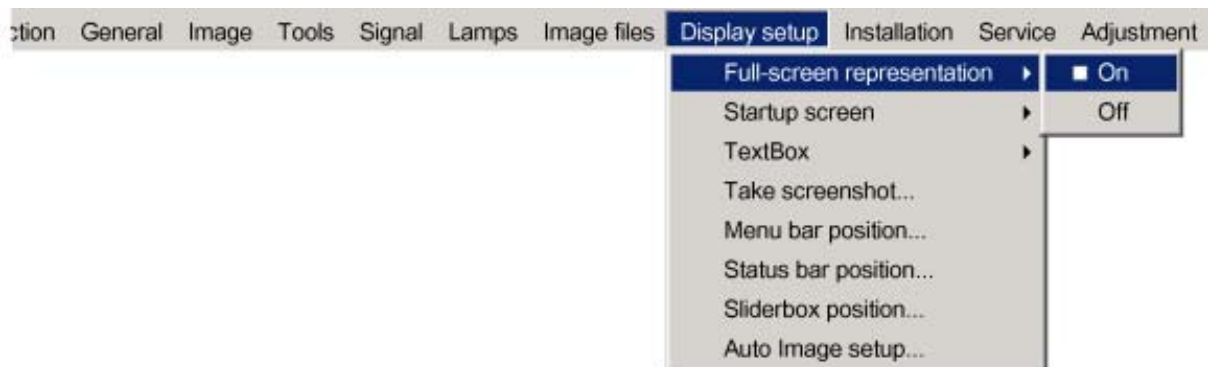 General Image Tools Signal Lamps Image files Display setup Installation Service Adjustment
Full-screen representation On
Startup screen Off
TextBox
Take screenshot...
Menu bar position...
Status bar position...
Sliderbox position...
Auto Image setup...